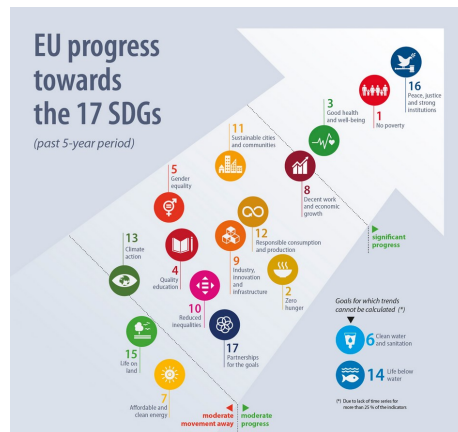 EU progress
towards
the 17 SDGs
(past 5-year period)
16
Peace, justice
and strong
institutions
1
No poverty
3
Good health
and well-being
11
Sustainable cities
and communities
8
Decent work
and economic
growth
5
Gender
equality
12
Responsible consumption
and production
significant
progress
13
Climate
action
4
Quality
education
9
Industry,
innovation
and
infrastructure
2
Zero
hunger
10
Reduced
inequalities
17
Partnerships
for the goals
15
Life on
land
7
Affordable and
clean energy
moderate
movement away
moderate
progress
Goals for which trends
cannot be calculated (*)
6 Clean water
and sanitation
14 Life below
water
(*) Due to lack of time series for
more than 25 % of the indicators